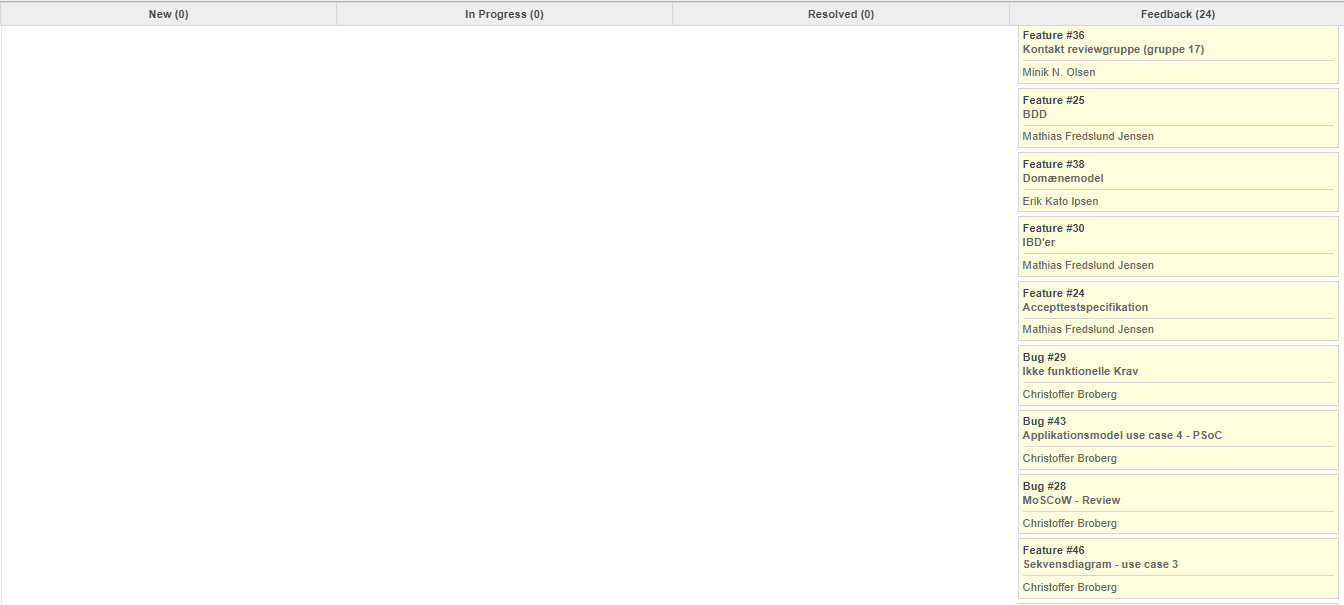 New (0)
In Progress (0)
Resolved (0)
Feedback (24)
Feature #36
Kontakt reviewgruppe (gruppe 17)
Minik N. Olsen
Feature #25
BDD
Mathias Fredslund Jensen
Feature #38
Domænemodel
Erik Kato Ipsen
Feature #30
IBD'er
Mathias Fredslund Jensen
Feature #24
Accepttestspecifikation
Mathias Fredslund Jensen
Bug #29
Ikke funktionelle Krav
Christoffer Broberg
Bug #43
Applikationsmodel use case 4 - PSoC
Christoffer Broberg
Bug #28
MoSCoW - Review
Christoffer Broberg
Feature #46
Sekvensdiagram - use case 3
Christoffer Broberg